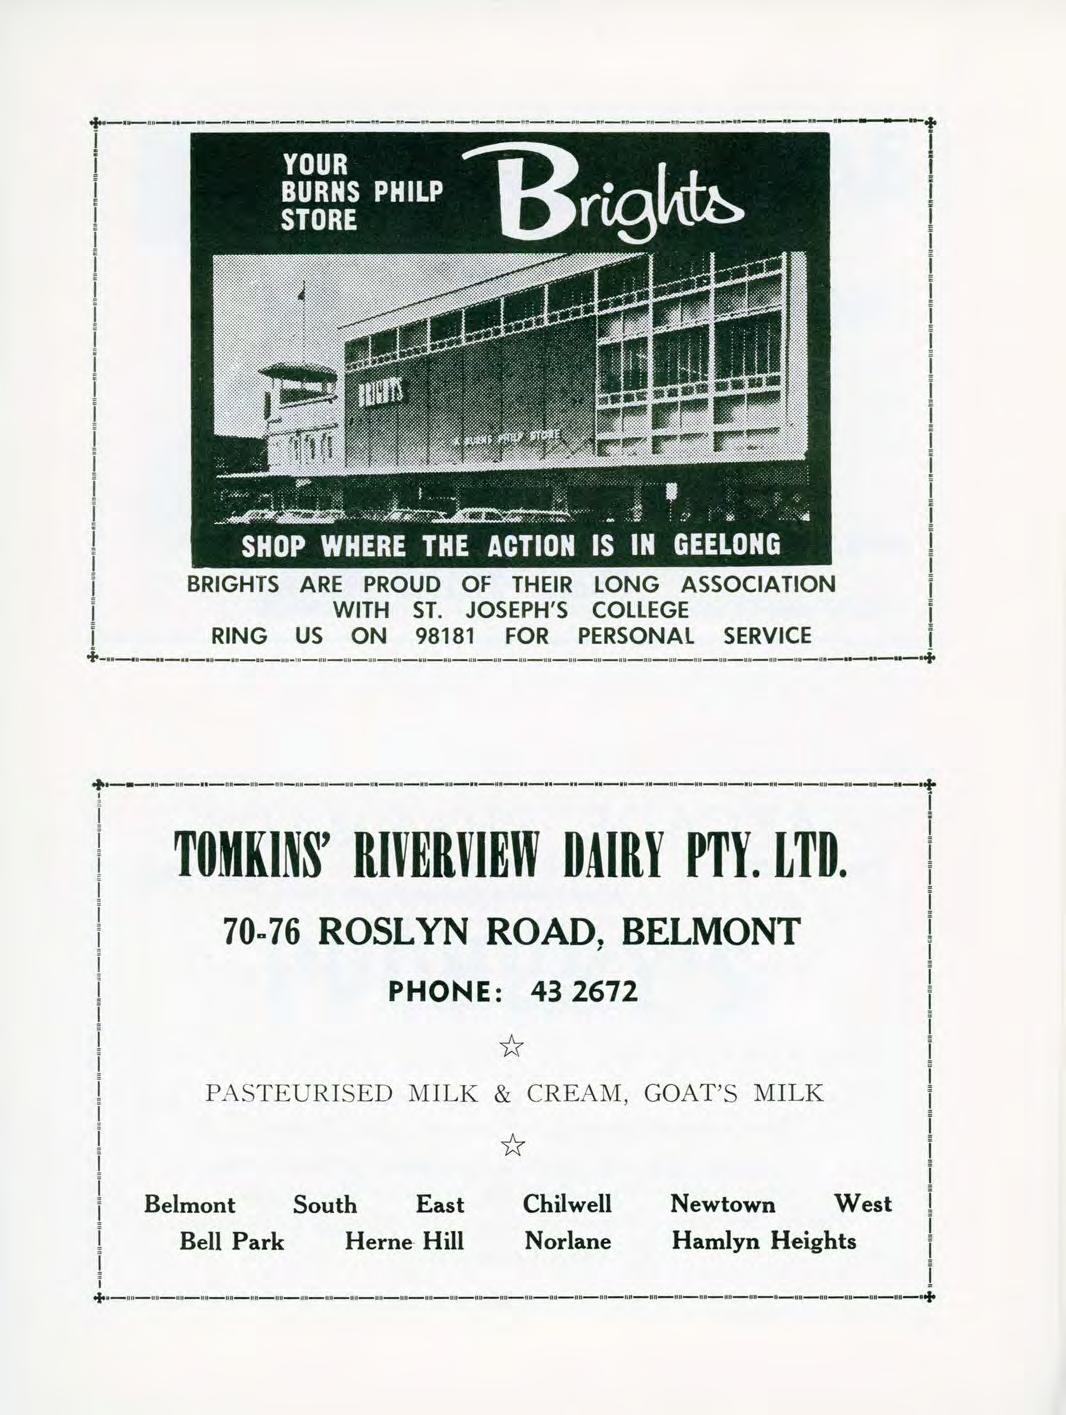 YOUR
BURNS PHILP
STORE
Brights
BRIGHTS
A BURNS PHILP STORE
SHOP WHERE THE ACTION IS IN GEELONG
BRIGHTS ARE PROUD OF THEIR LONG ASSOCIATION
WITH ST. JOSEPH'S COLLEGE
RING US ON 98181 FOR PERSONAL SERVICE
TOMKINS' RIVERVIEW DAIRY PTY. LTD.
70-76 ROSLYN ROAD, BELMONT
PHONE: 43 2672
PASTEURISED MILK & CREAM, GOAT'S MILK
Belmont South East Chilwell Newtown West
Bell Park Herne Hill Norlane Hamlyn Heights